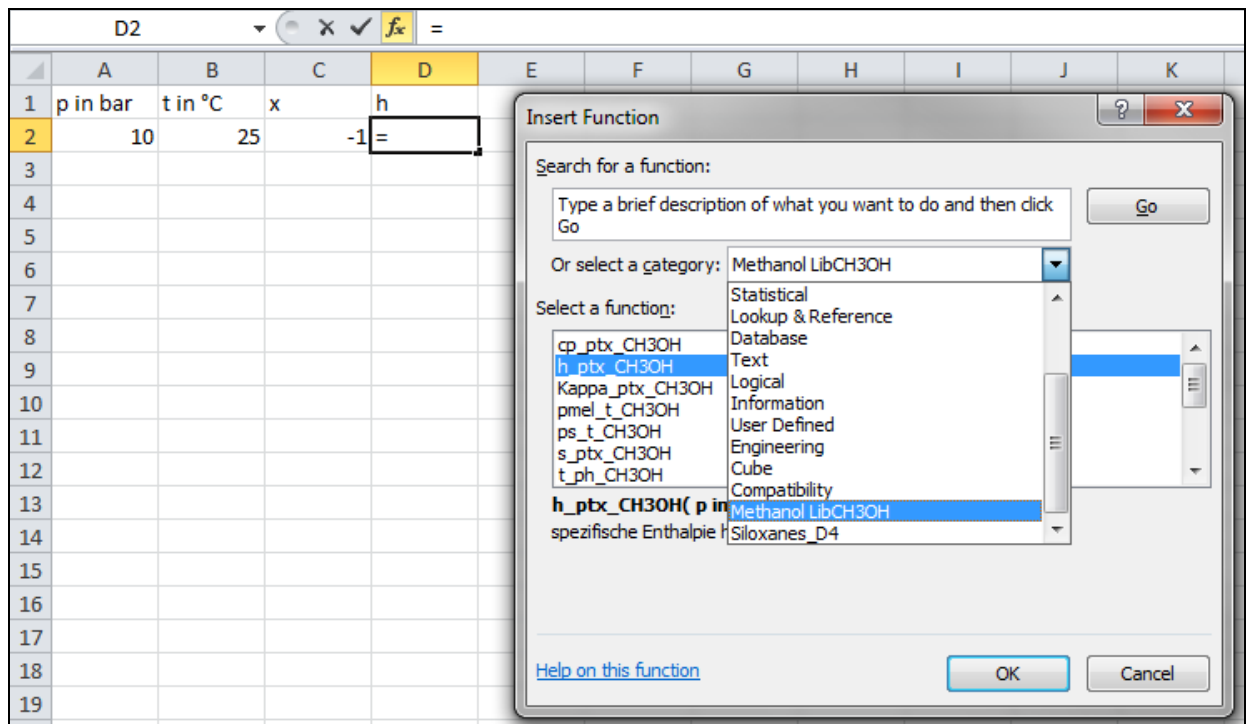 D2 fx =
A B C D E F G H I J K
1 p in bar t in °C x h
2 10 25 -1 =
3
4
5
6
7
8
9
10
11
12
13
14
15
16
17
18
19
Insert Function
?
Search for a function:
Type a brief description of what you want to do and then click
Go
Go
Or select a category: Methanol LibCH3OH
Statistical
Lookup & Reference
Database
Text
Logical
Information
User Defined
Engineering
Cube
Compatibility
Methanol LibCH3OH
Siloxanes_D4
Select a function:
cp_ptx_CH3OH
h_ptx_CH3OH
Kappa_ptx_CH3OH
pmel_t_CH3OH
ps_t_CH3OH
s_ptx_CH3OH
t_ph_CH3OH
h_ptx_CH3OH( p in
spezifische Enthalpie h
Help on this function
OK Cancel